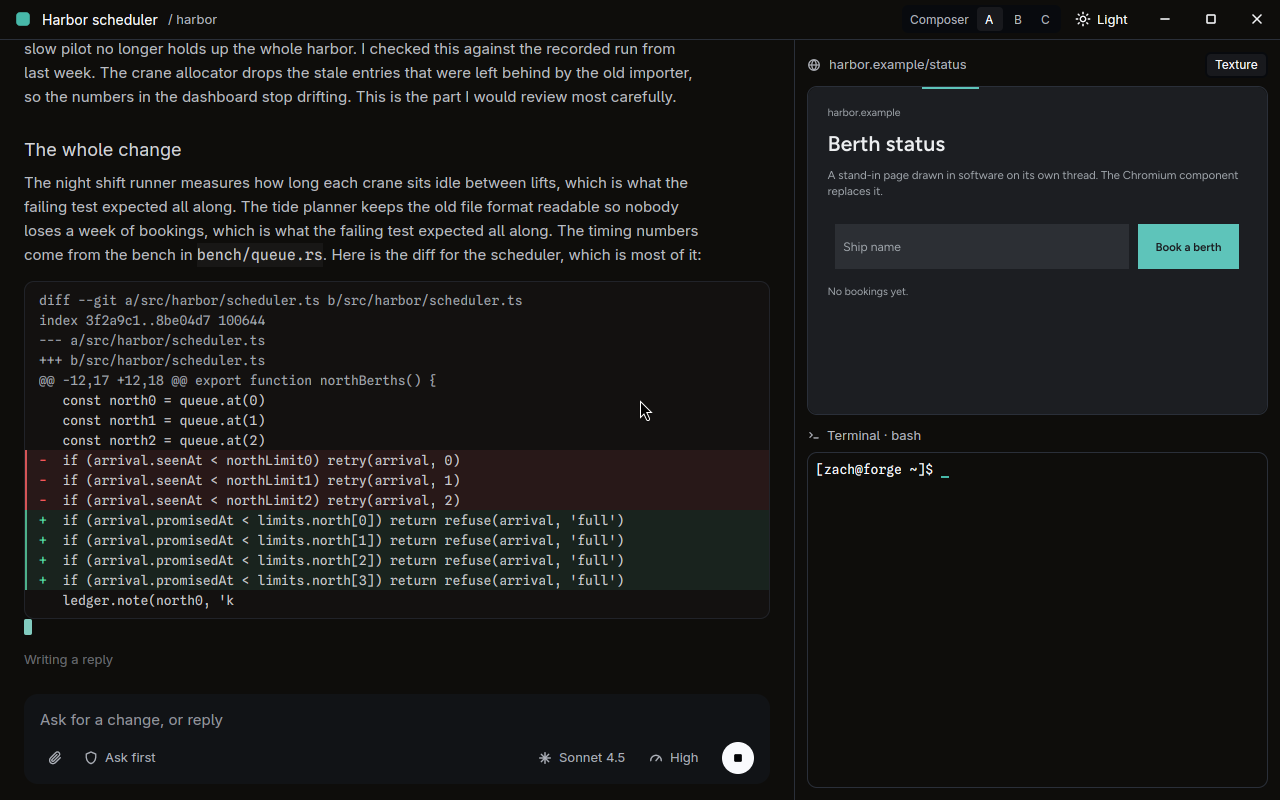 Harbor scheduler / harbor
Composer A B C Light
slow pilot no longer holds up the whole harbor. I checked this against the recorded run from
last week. The crane allocator drops the stale entries that were left behind by the old importer,
so the numbers in the dashboard stop drifting. This is the part I would review most carefully.
The whole change
The night shift runner measures how long each crane sits idle between lifts, which is what the
failing test expected all along. The tide planner keeps the old file format readable so nobody
loses a week of bookings, which is what the failing test expected all along. The timing numbers
come from the bench in bench/queue.rs. Here is the diff for the scheduler, which is most of it:
diff --git a/src/harbor/scheduler.ts b/src/harbor/scheduler.ts
index 3f2a9c1..8be04d7 100644
--- a/src/harbor/scheduler.ts
+++ b/src/harbor/scheduler.ts
@@ -12,17 +12,18 @@ export function northBerths() {
const north0 = queue.at(0)
const north1 = queue.at(1)
const north2 = queue.at(2)
- if (arrival.seenAt < northLimit0) retry(arrival, 0)
- if (arrival.seenAt < northLimit1) retry(arrival, 1)
- if (arrival.seenAt < northLimit2) retry(arrival, 2)
+ if (arrival.promisedAt < limits.north[0]) return refuse(arrival, 'full')
+ if (arrival.promisedAt < limits.north[1]) return refuse(arrival, 'full')
+ if (arrival.promisedAt < limits.north[2]) return refuse(arrival, 'full')
+ if (arrival.promisedAt < limits.north[3]) return refuse(arrival, 'full')
ledger.note(north0, 'k
Writing a reply
Ask for a change, or reply
Ask first Sonnet 4.5 High
harbor.example/status Texture
harbor.example
Berth status
A stand-in page drawn in software on its own thread. The Chromium component
replaces it.
Ship name Book a berth
No bookings yet.
Terminal · bash
[zach@forge ~]$ _